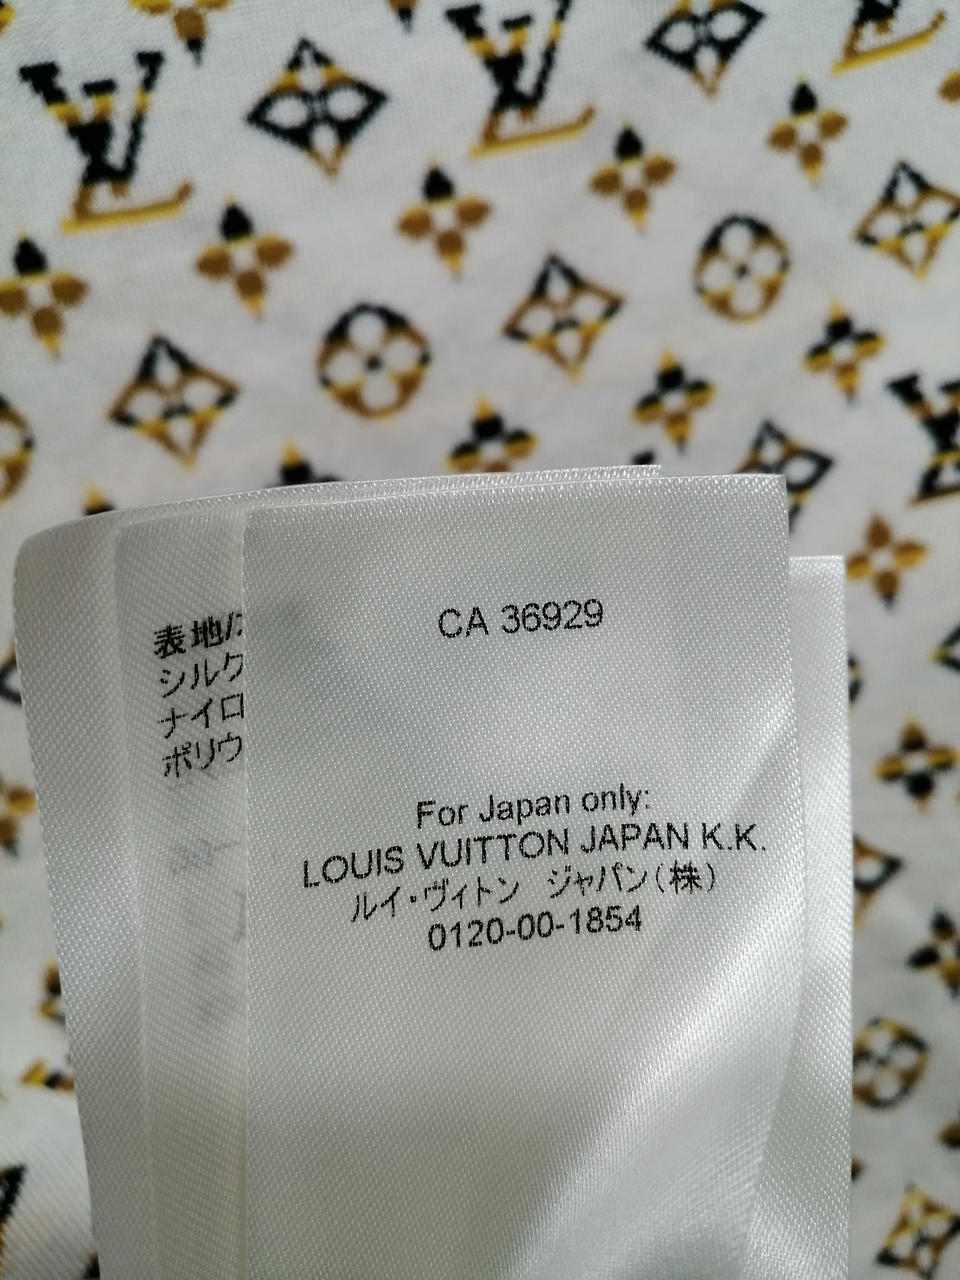 CA 36929
For Japan only:
LOUIS VUITTON JAPAN K.K.
ルイ・ヴィトン　ジャパン（株）
0120-00-1854
表地/
シルク
ナイロ
ポリウ